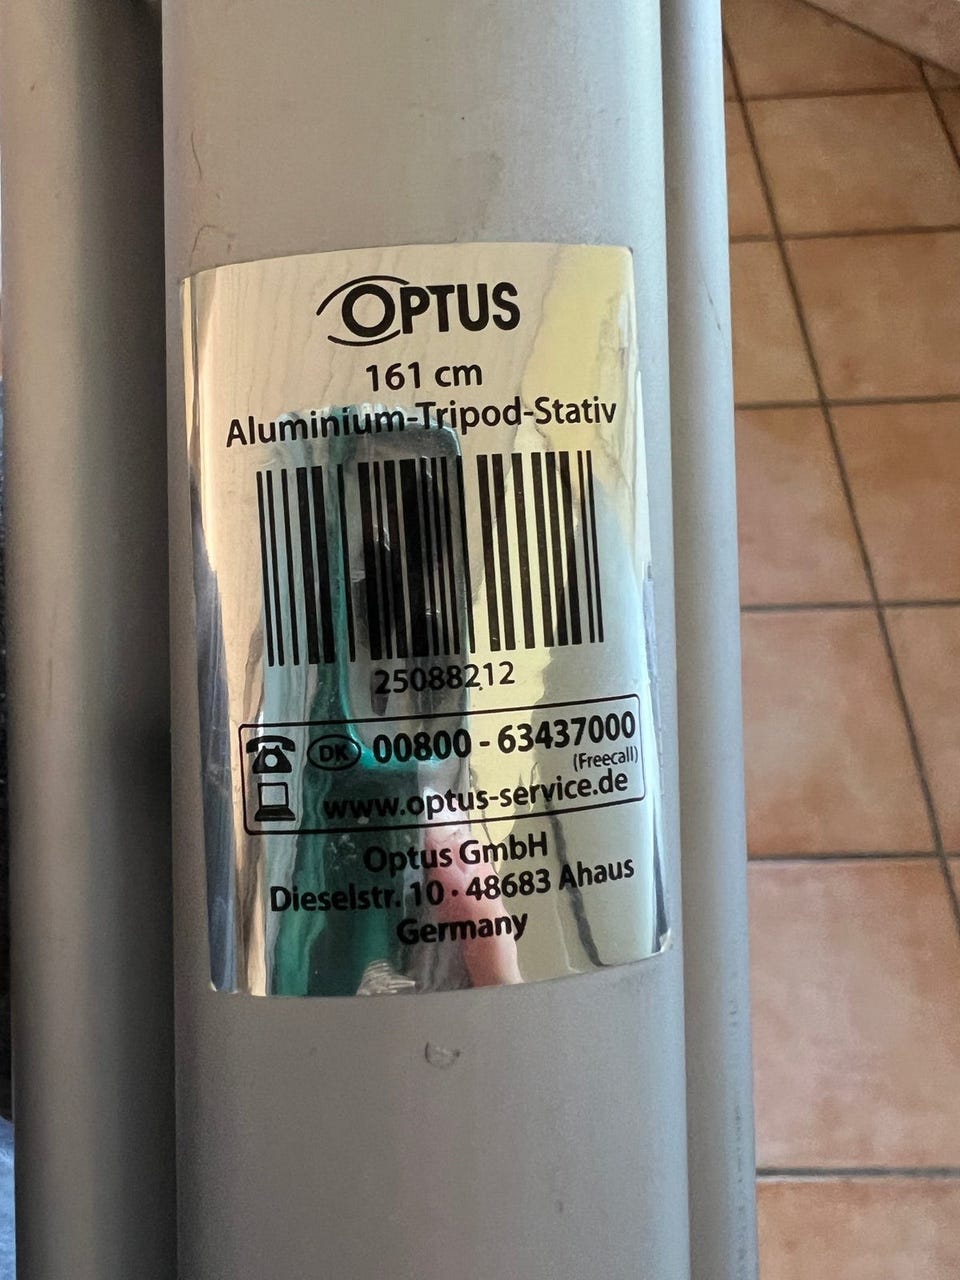 OPTUS
161 cm
Aluminium-Tripod-Stativ
25088212
DK 00800 - 63437000
(Freecall)
www.optus-service.de
Optus GmbH
Dieselstr. 10 · 48683 Ahaus
Germany